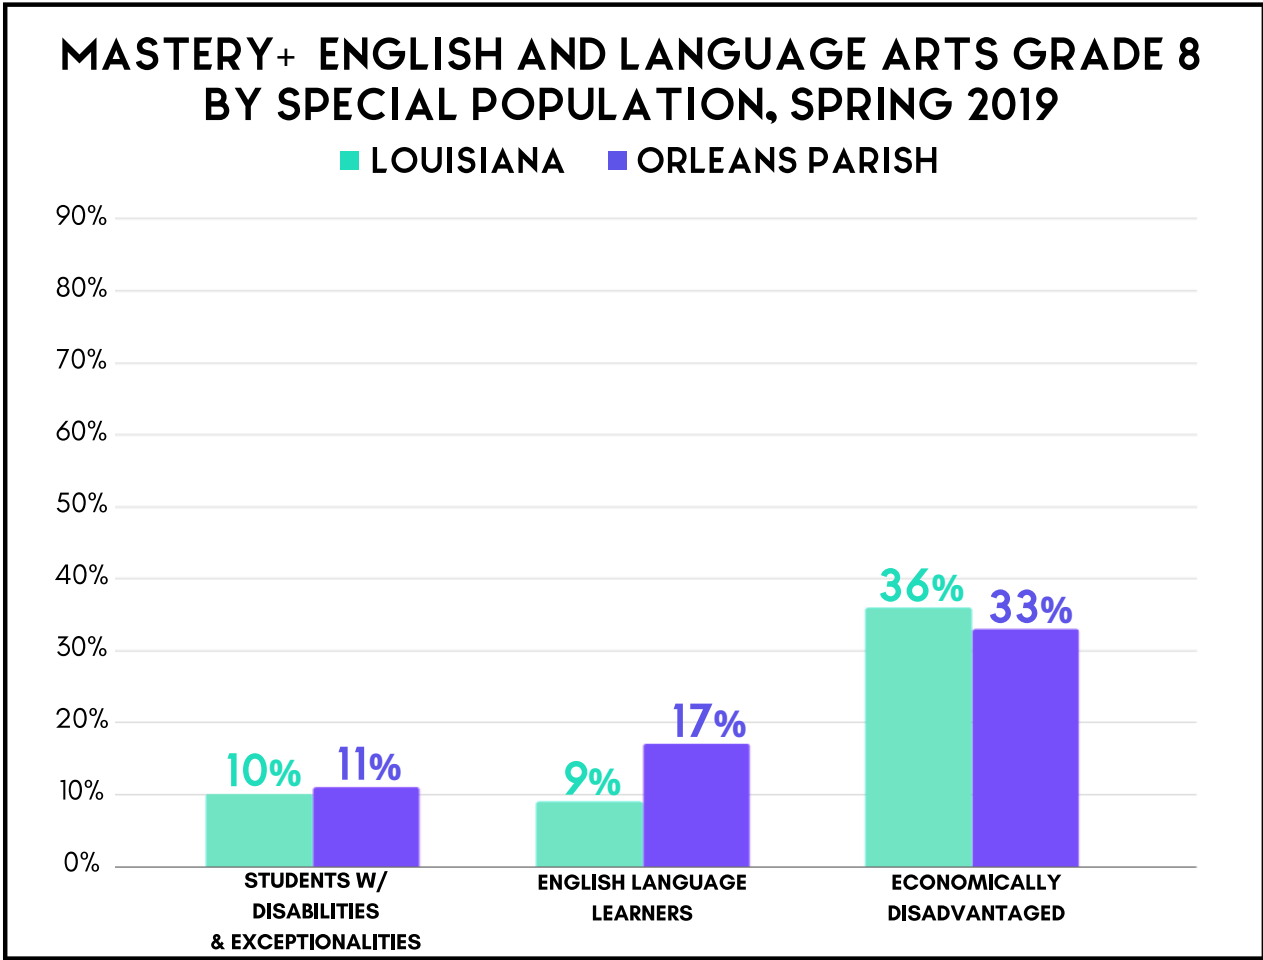 MASTERY+ ENGLISH AND LANGUAGE ARTS GRADE 8
BY SPECIAL POPULATION, SPRING 2019
LOUISIANA ORLEANS PARISH
90%
80%
70%
60%
50%
40%
30%
20%
10%
0%
10% 11%
9% 17%
36% 33%
STUDENTS W/
DISABILITIES
& EXCEPTIONALITIES
ENGLISH LANGUAGE
LEARNERS
ECONOMICALLY
DISADVANTAGED